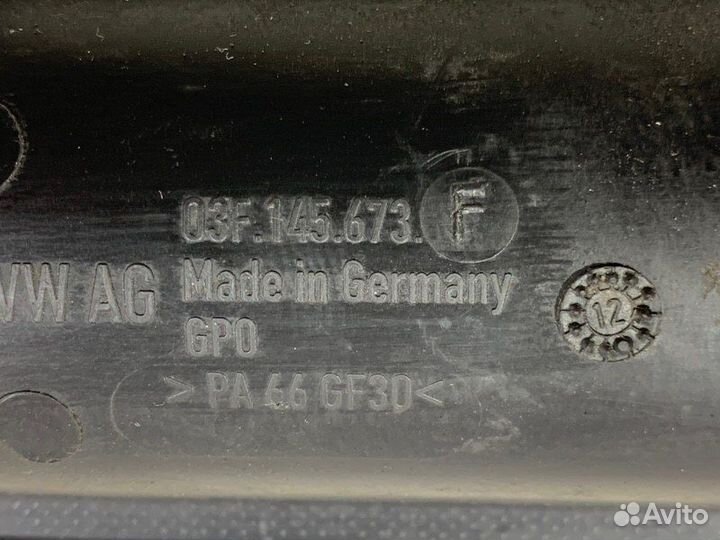 03F.145.673.F
VW AG Made in Germany
GPO
>PA 66 GF30<
12
Avito